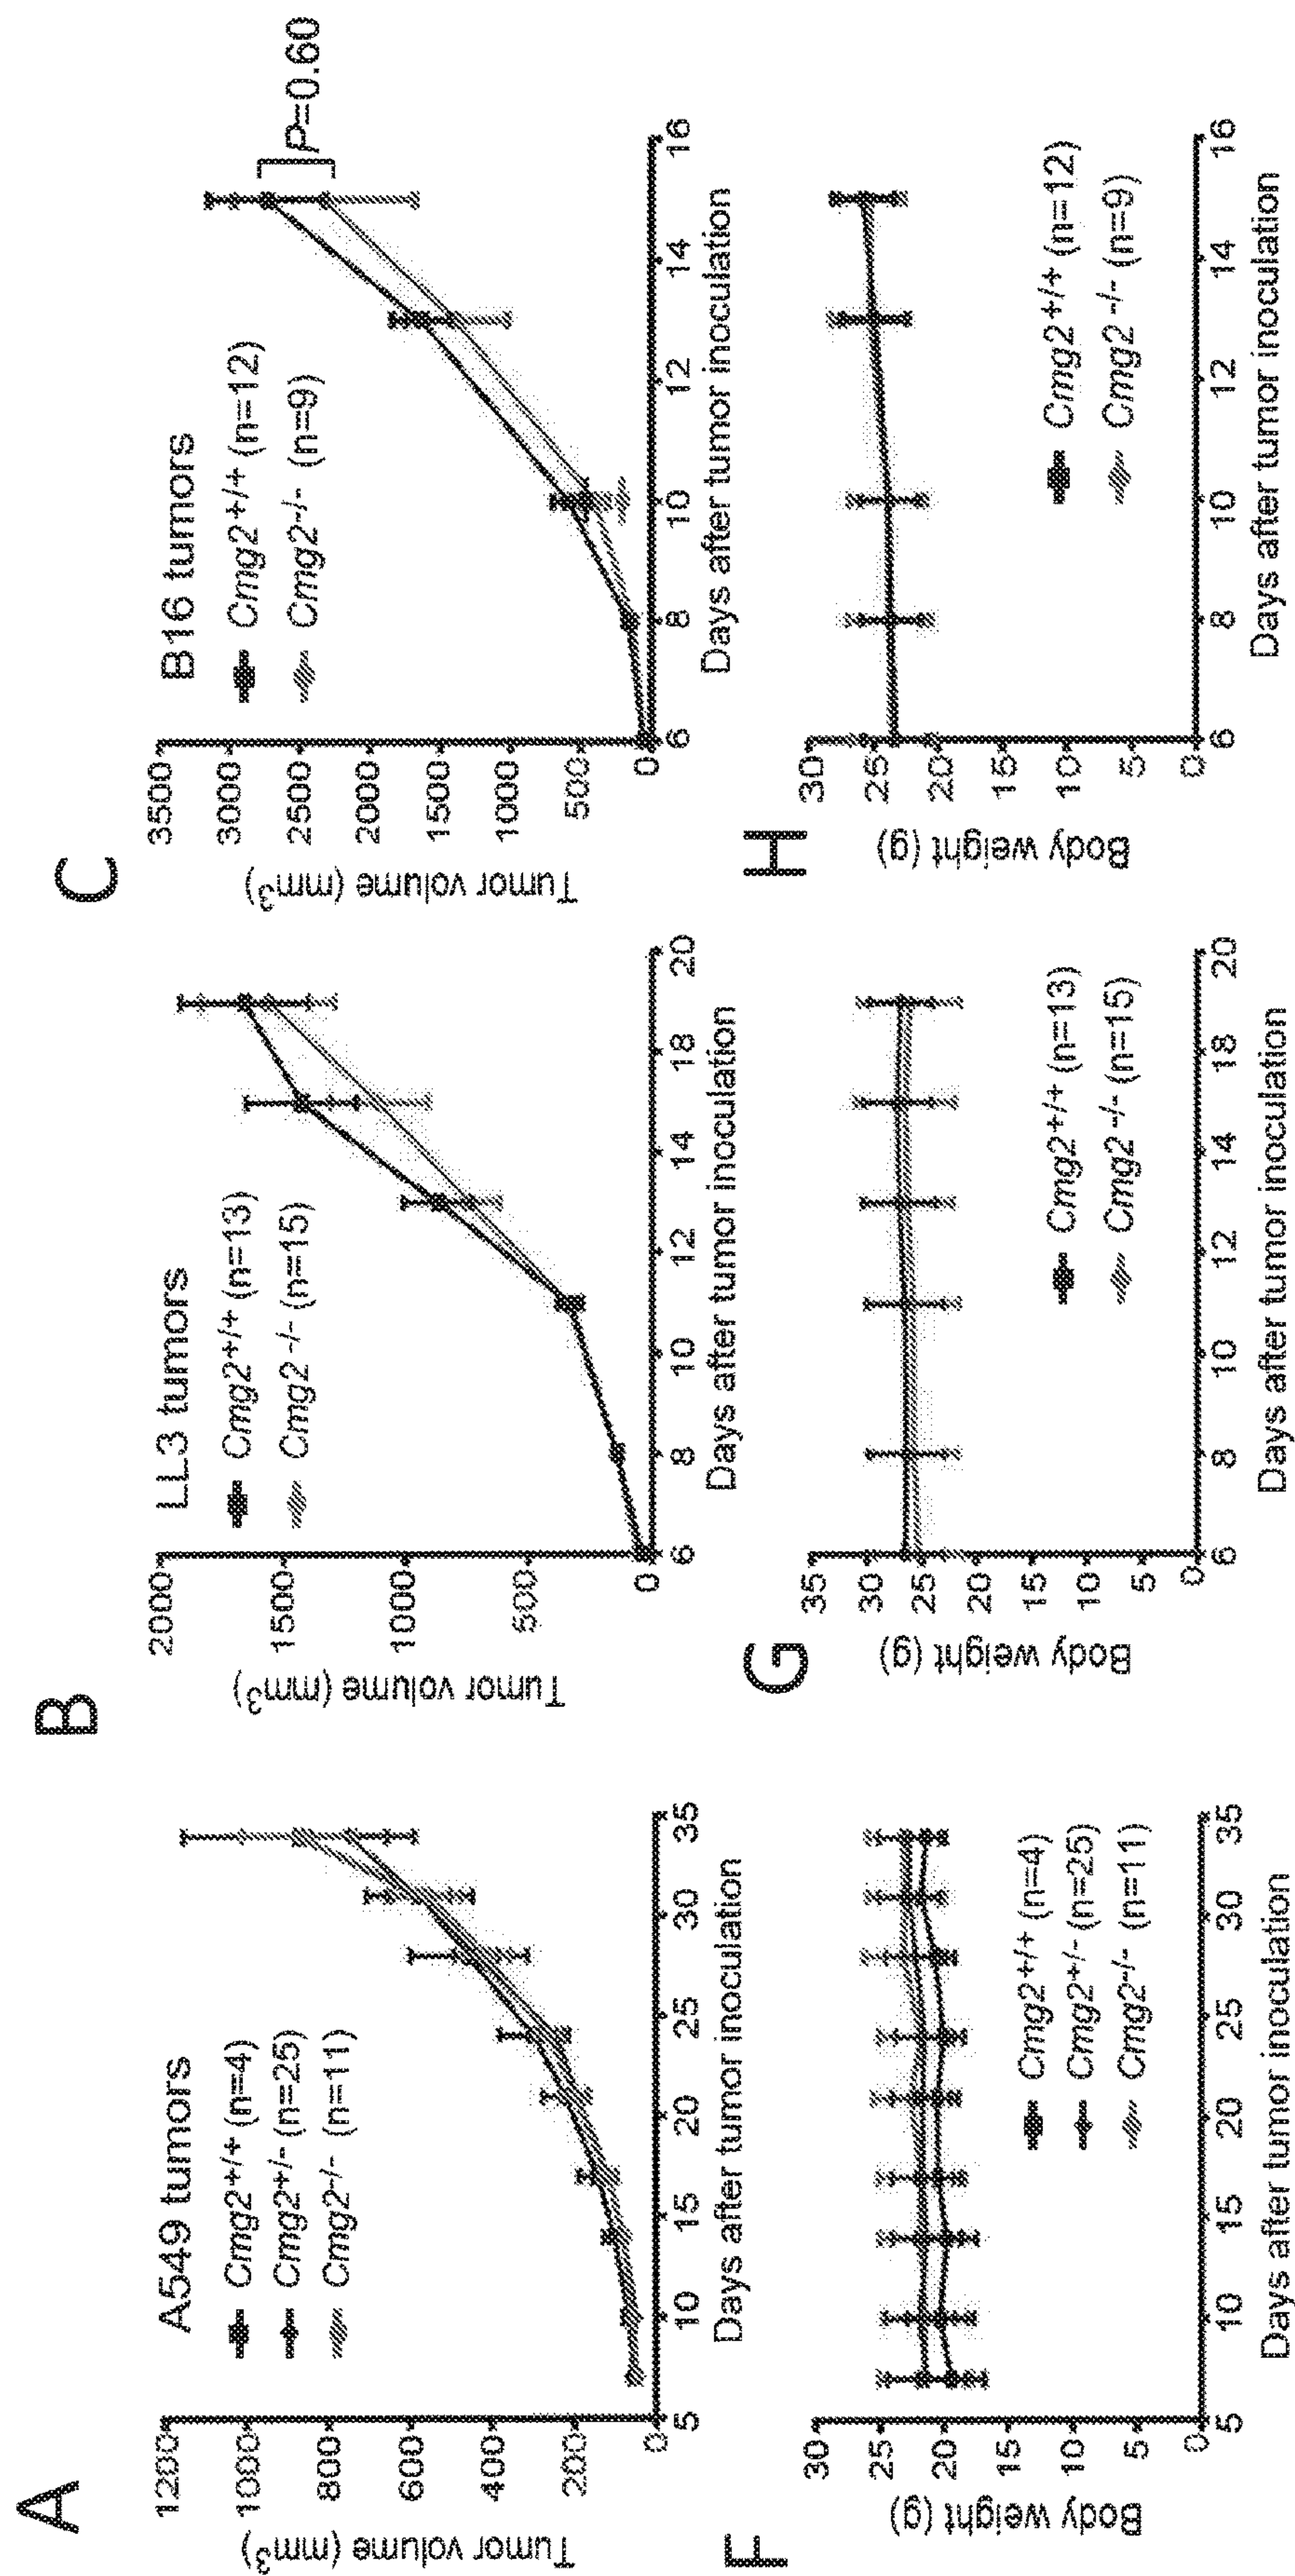 A
A549 tumors
Cmg2+/+ (n=4)
Cmg2+/- (n=25)
Cmg2-/- (n=11)
Tumor volume (mm3)
1200
1000
800
600
400
200
0
5 10 15 20 25 30 35
Days after tumor inoculation
B
LL3 tumors
Cmg2+/+ (n=13)
Cmg2-/- (n=15)
Tumor volume (mm3)
2000
1500
1000
500
0
6 8 10 12 14 18 20
Days after tumor inoculation
C
B16 tumors
Cmg2+/+ (n=12)
Cmg2-/- (n=9)
P=0.60
Tumor volume (mm3)
3500
3000
2500
2000
1500
1000
500
0
6 8 10 12 14 16
Days after tumor inoculation
F
Body weight (g)
30
25
20
15
10
5
0
Cmg2+/+ (n=4)
Cmg2+/- (n=25)
Cmg2-/- (n=11)
5 10 15 20 25 30 35
Days after tumor inoculation
G
Body weight (g)
35
30
25
20
15
10
5
0
Cmg2+/+ (n=13)
Cmg2-/- (n=15)
6 8 10 12 14 18 20
Days after tumor inoculation
H
Body weight (g)
30
25
20
15
10
5
0
Cmg2+/+ (n=12)
Cmg2-/- (n=9)
6 8 10 12 14 16
Days after tumor inoculation